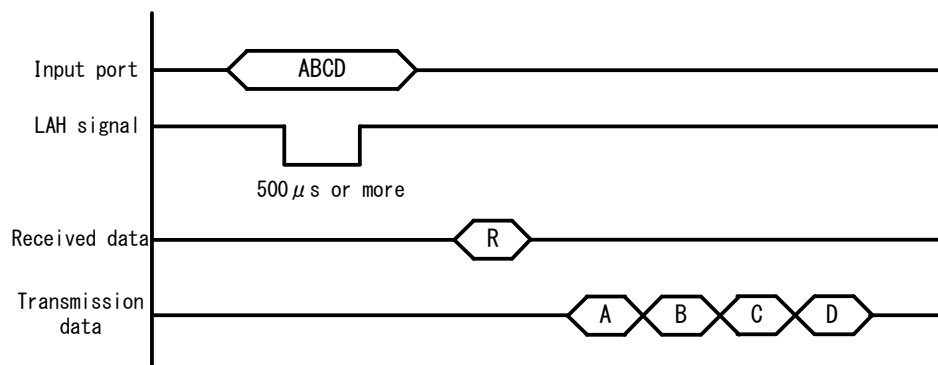 Input port
ABCD
LAH signal
500μs or more
Received data
R
Transmission
data
A
B
C
D